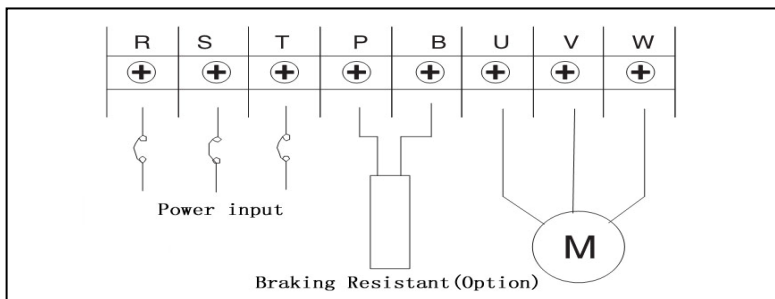 R S T P B U V W
Power input
M
Braking Resistant(Option)